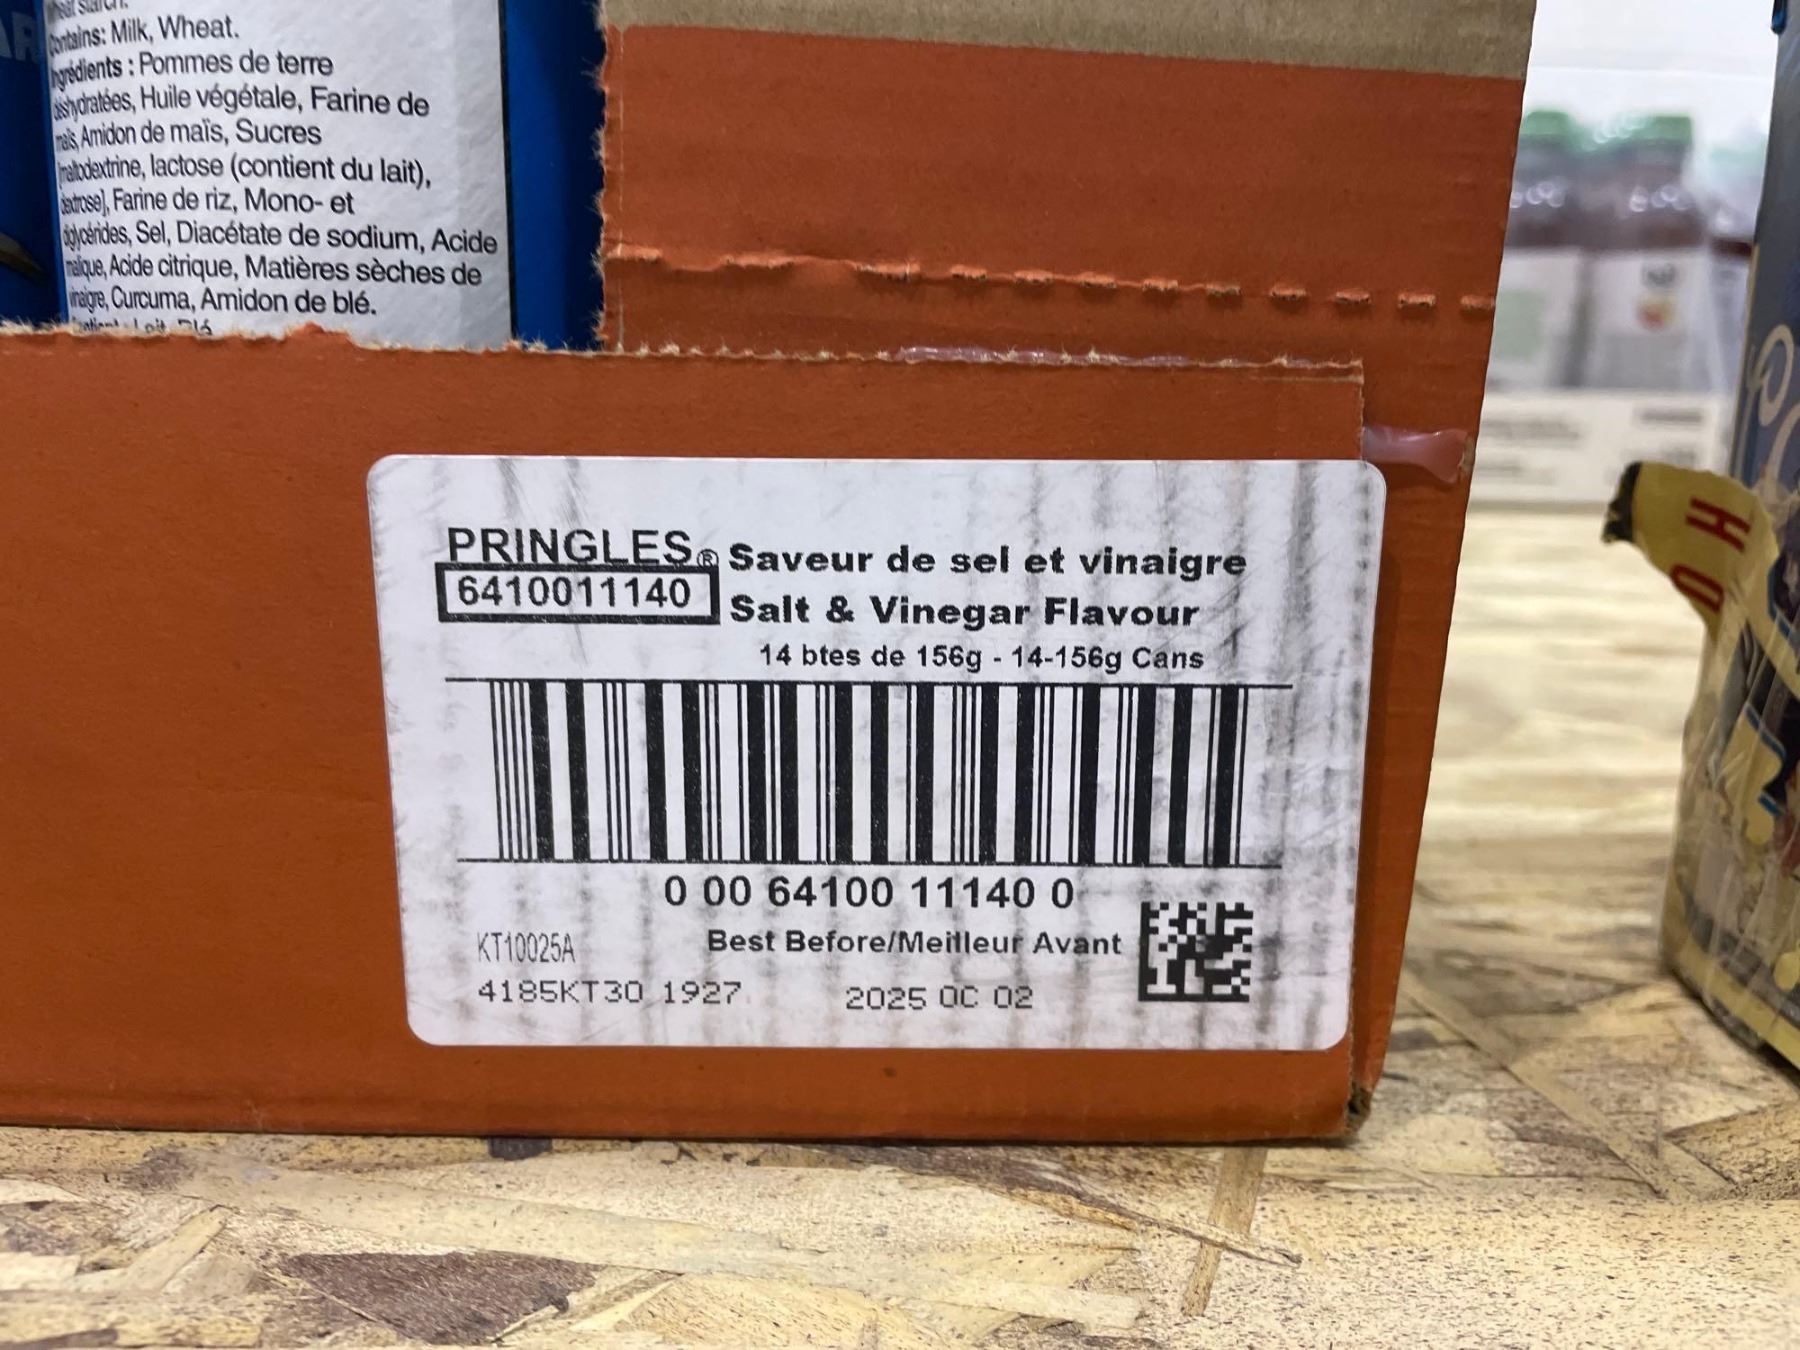 Contains: Milk, Wheat.
Ingrédients : Pommes de terre
déshydratées, Huile végétale, Farine de
maïs, Amidon de maïs, Sucres
[maltodextrine, lactose (contient du lait),
dextrose], Farine de riz, Mono- et
diglycérides, Sel, Diacétate de sodium, Acide
malique, Acide citrique, Matières sèches de
vinaigre, Curcuma, Amidon de blé.
PRINGLES® Saveur de sel et vinaigre
6410011140
Salt & Vinegar Flavour
14 btes de 156g - 14-156g Cans
0 00 64100 11140 0
KT10025A
Best Before/Meilleur Avant
4185KT30 1927
2025 OC 02